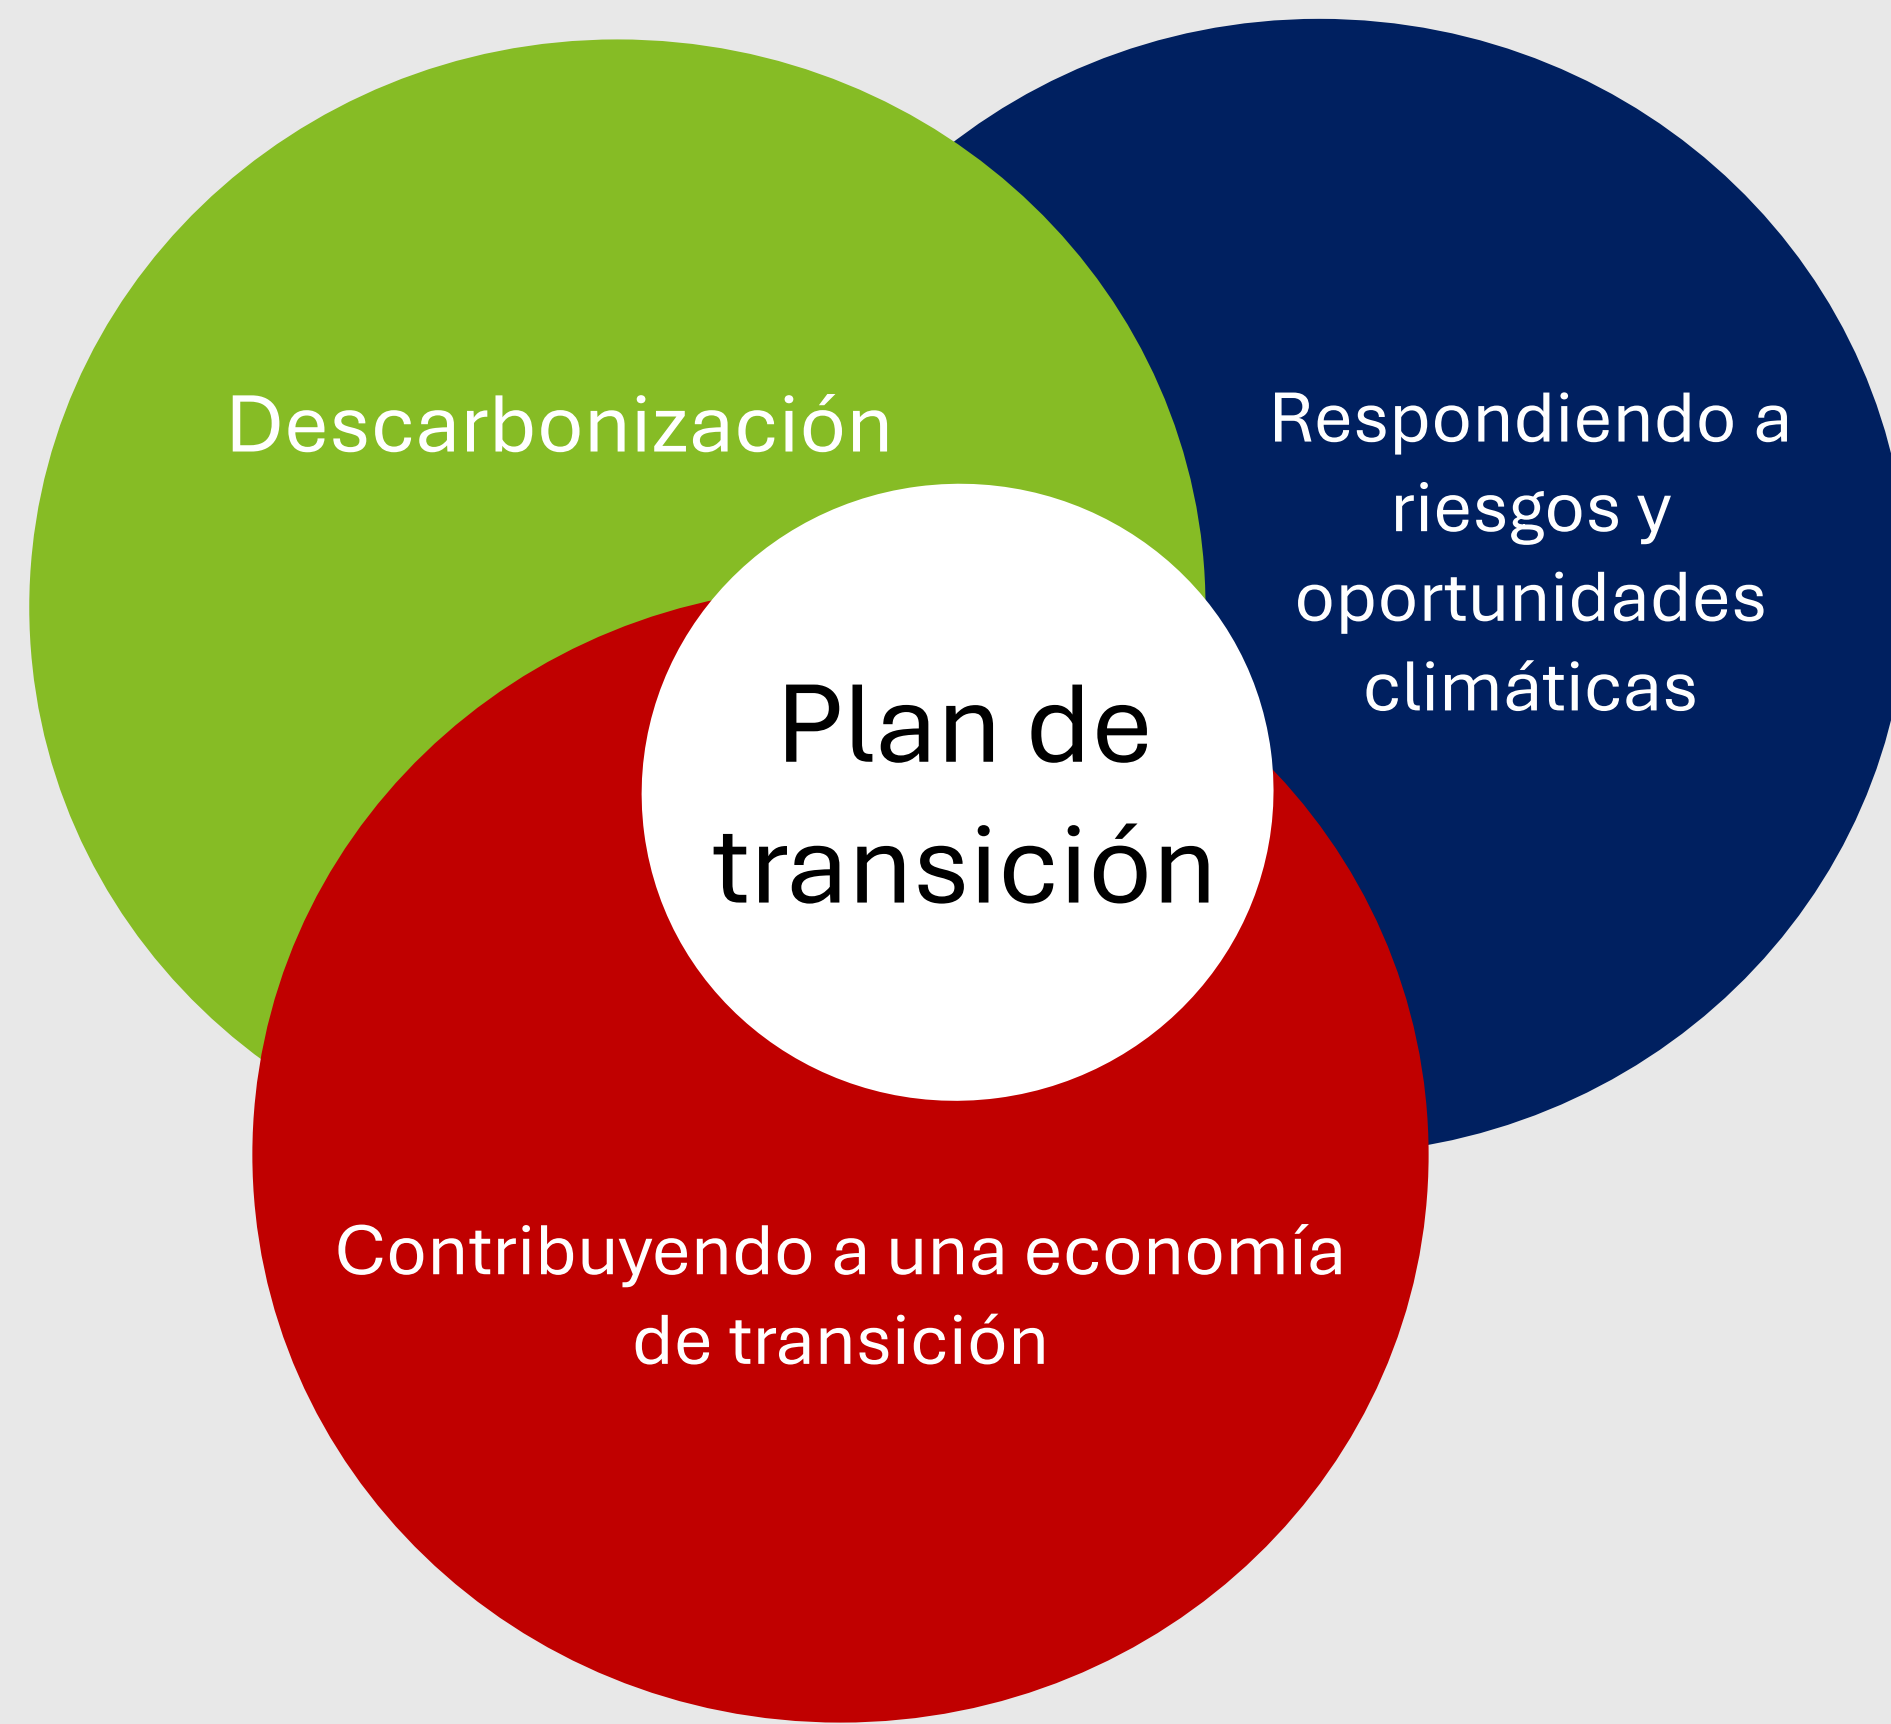 Descarbonización
Respondiendo a
riesgos y
oportunidades
climáticas
Plan de
transición
Contribuyendo a una economía
de transición